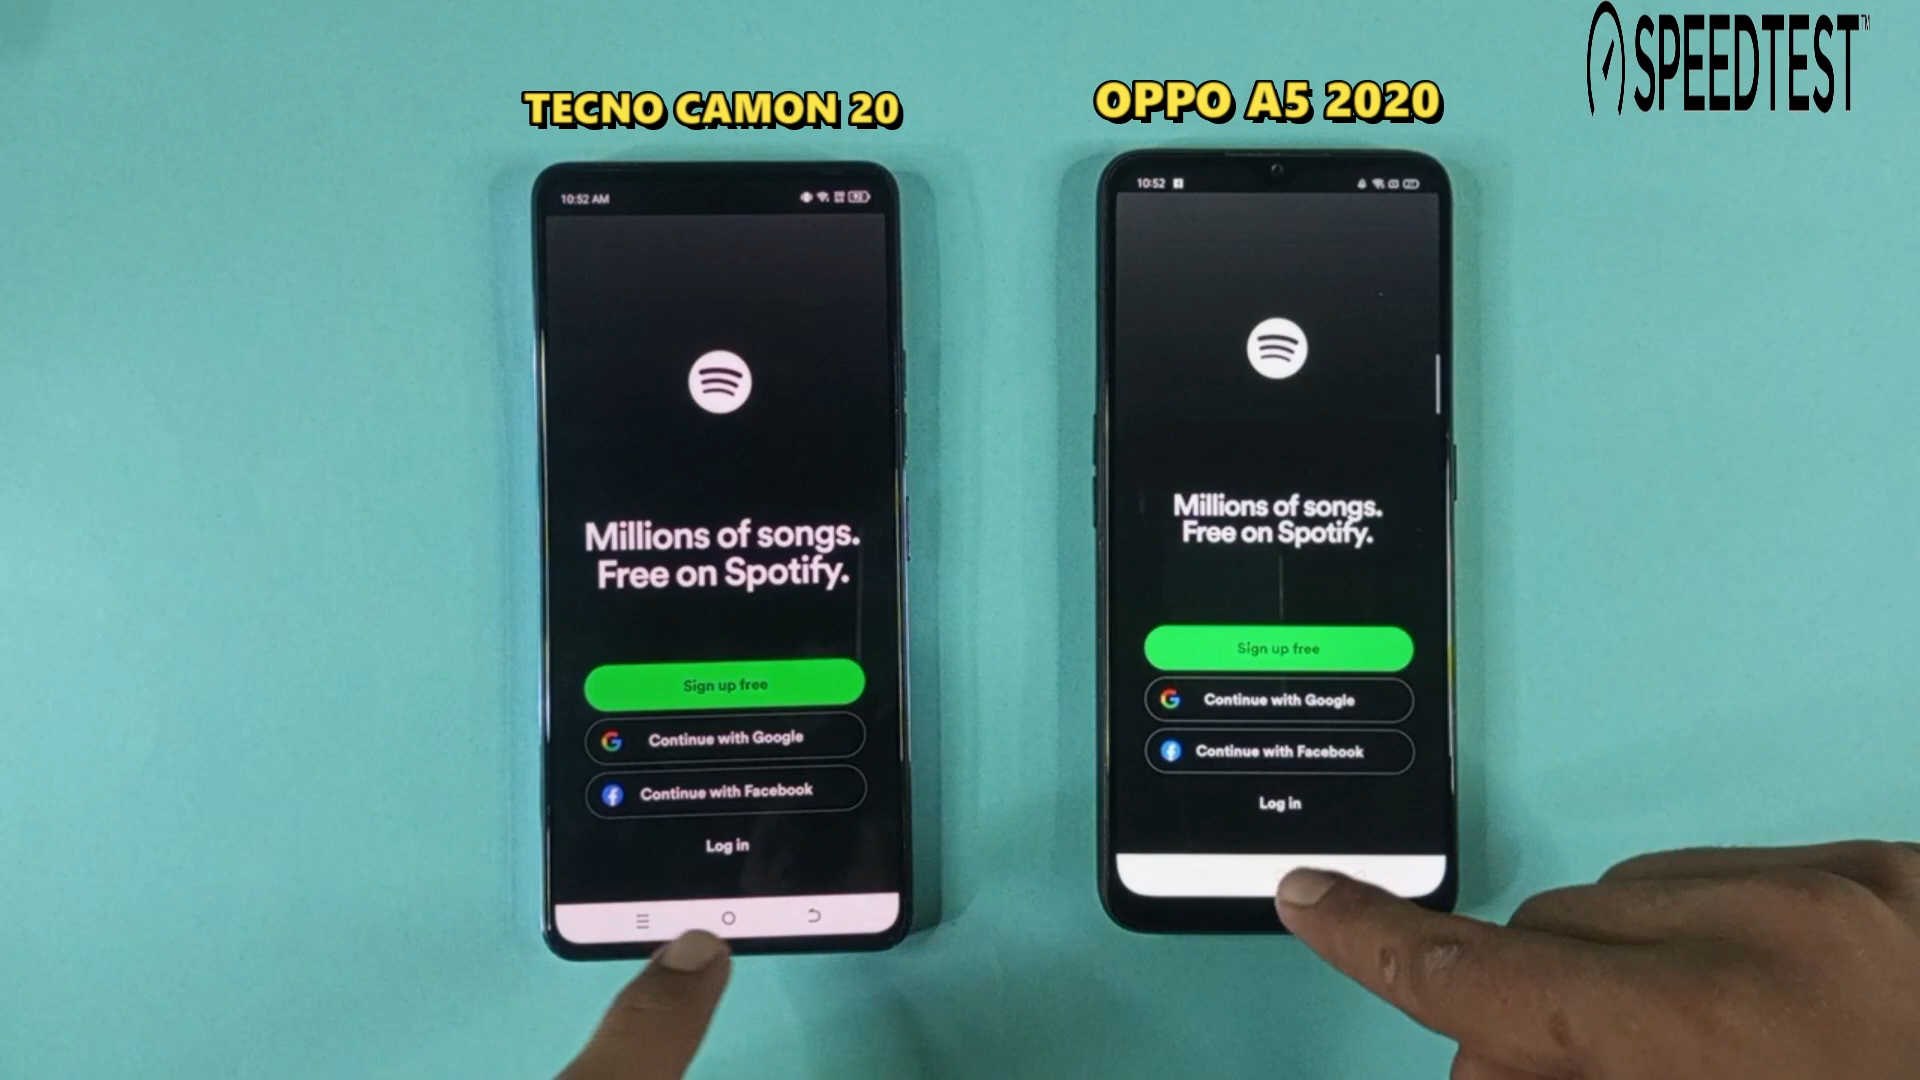 SPEEDTEST™
TECNO CAMON 20
OPPO A5 2020
10:52 AM
Millions of songs.
Free on Spotify.
Sign up free
Continue with Google
Continue with Facebook
Log in
10:52
Millions of songs.
Free on Spotify.
Sign up free
Continue with Google
Continue with Facebook
Log in